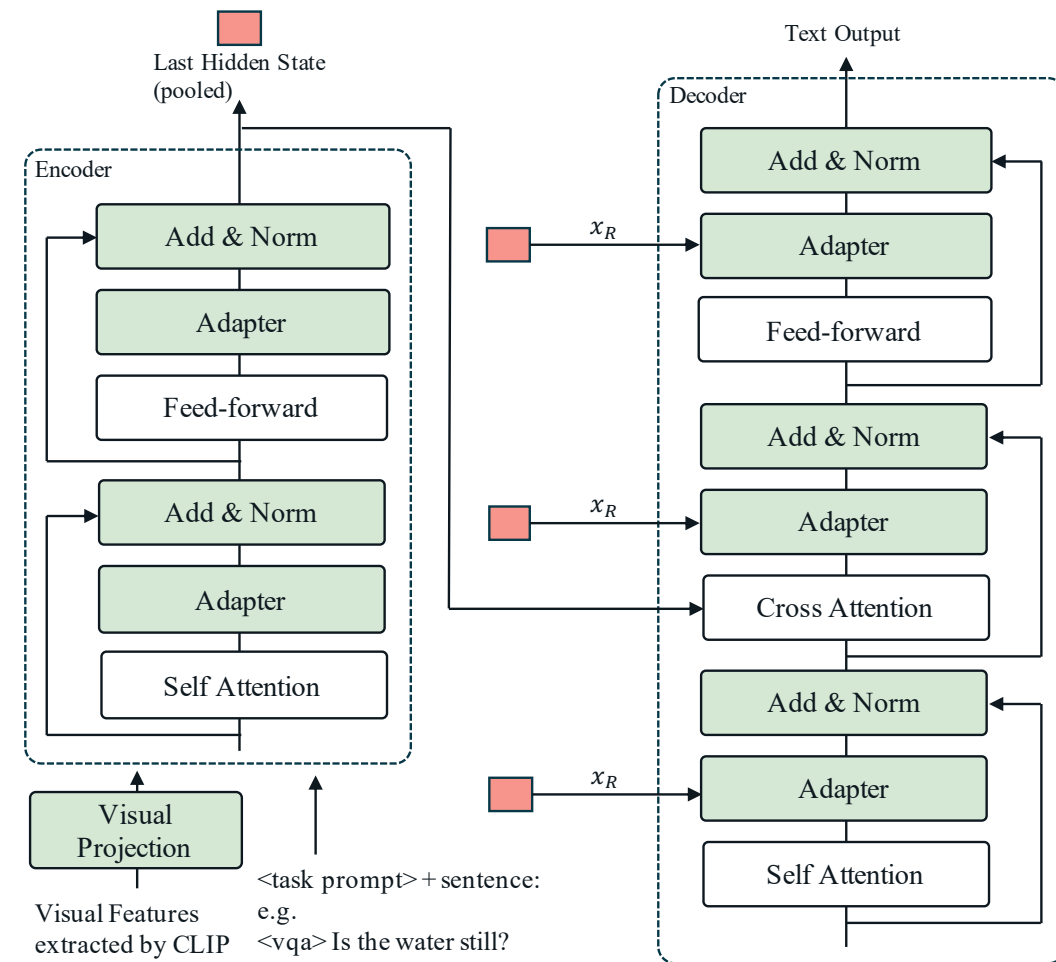 Last Hidden State
(pooled)
Encoder
Add & Norm
Adapter
Feed-forward
Add & Norm
Adapter
Self Attention
Visual
Projection
Visual Features
extracted by CLIP
<task prompt> + sentence:
e.g.
<vqa> Is the water still?
Text Output
Decoder
Add & Norm
x_R
Adapter
Feed-forward
Add & Norm
x_R
Adapter
Cross Attention
Add & Norm
x_R
Adapter
Self Attention